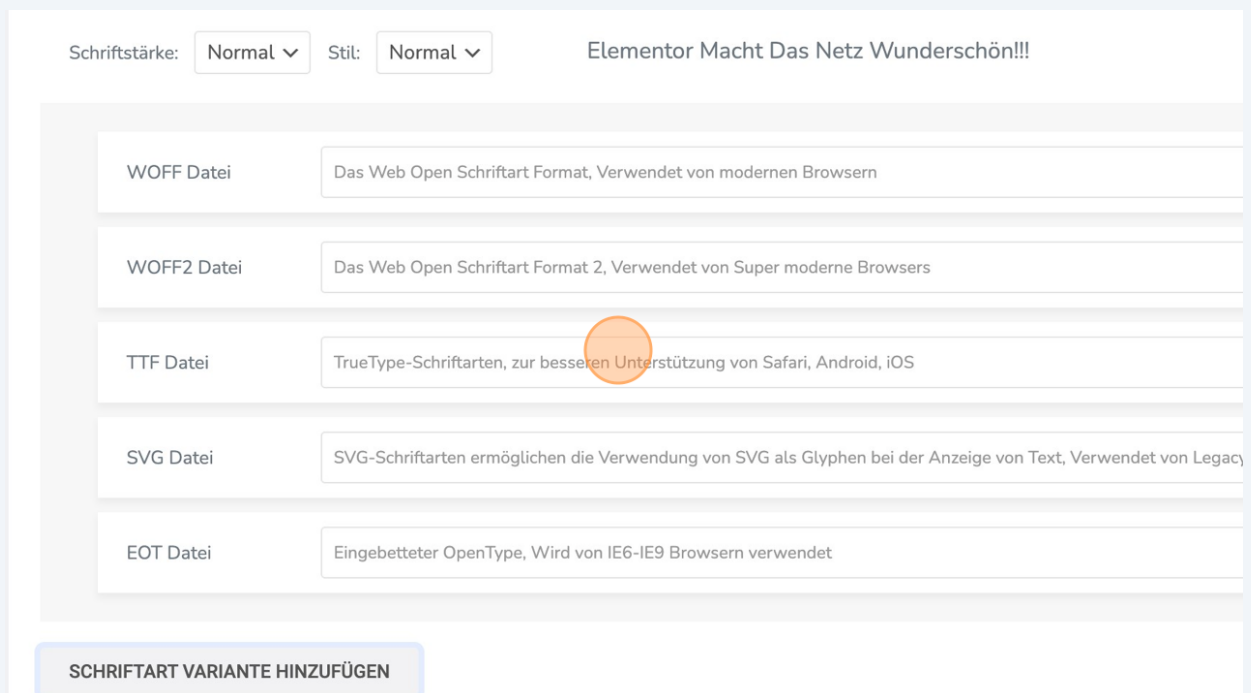 Schriftstärke: Normal Stil: Normal Elementor Macht Das Netz Wunderschön!!!
WOFF Datei Das Web Open Schriftart Format, Verwendet von modernen Browsern
WOFF2 Datei Das Web Open Schriftart Format 2, Verwendet von Super moderne Browsers
TTF Datei TrueType-Schriftarten, zur besseren Unterstützung von Safari, Android, iOS
SVG Datei SVG-Schriftarten ermöglichen die Verwendung von SVG als Glyphen bei der Anzeige von Text, Verwendet von Legacy
EOT Datei Eingebetteter OpenType, Wird von IE6-IE9 Browsern verwendet
SCHRIFTART VARIANTE HINZUFÜGEN